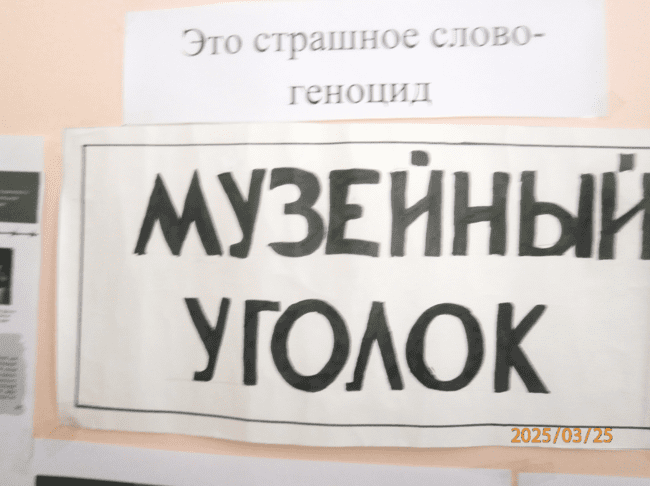 Это страшное слово-
геноцид
МУЗЕЙНЫЙ
УГОЛОК
2025/03/25